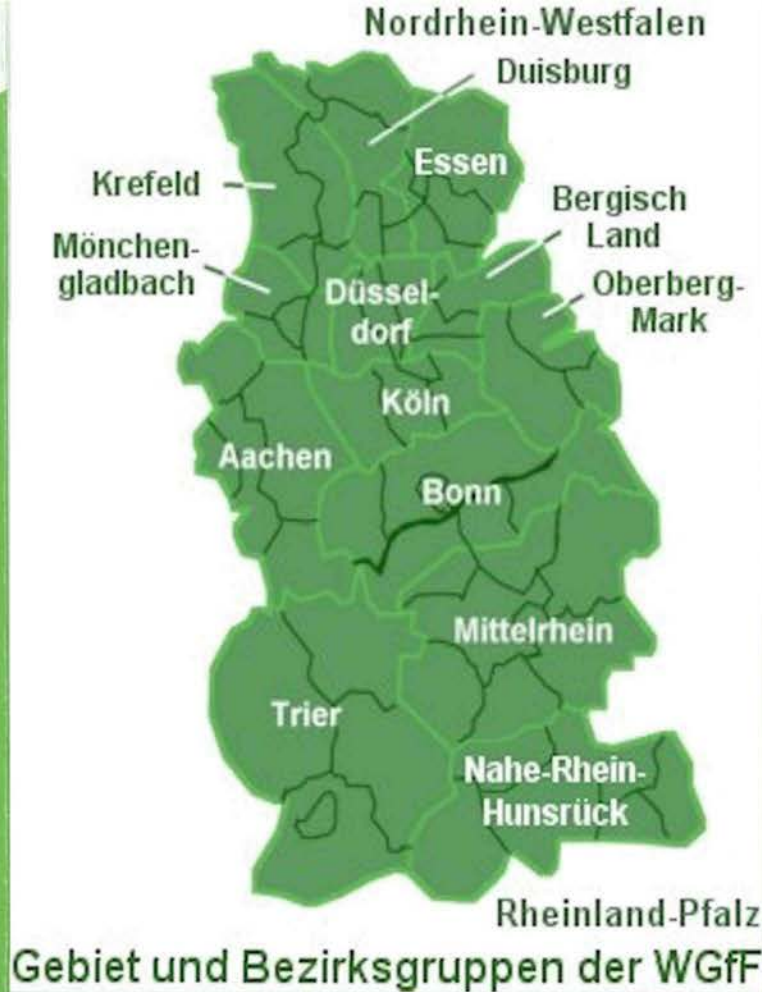 Nordrhein-Westfalen
Duisburg
Essen
Krefeld
Bergisch
Land
Mönchen-
gladbach
Düssel-
dorf
Oberberg-
Mark
Köln
Aachen
Bonn
Mittelrhein
Trier
Nahe-Rhein-
Hunsrück
Rheinland-Pfalz
Gebiet und Bezirksgruppen der WGfF